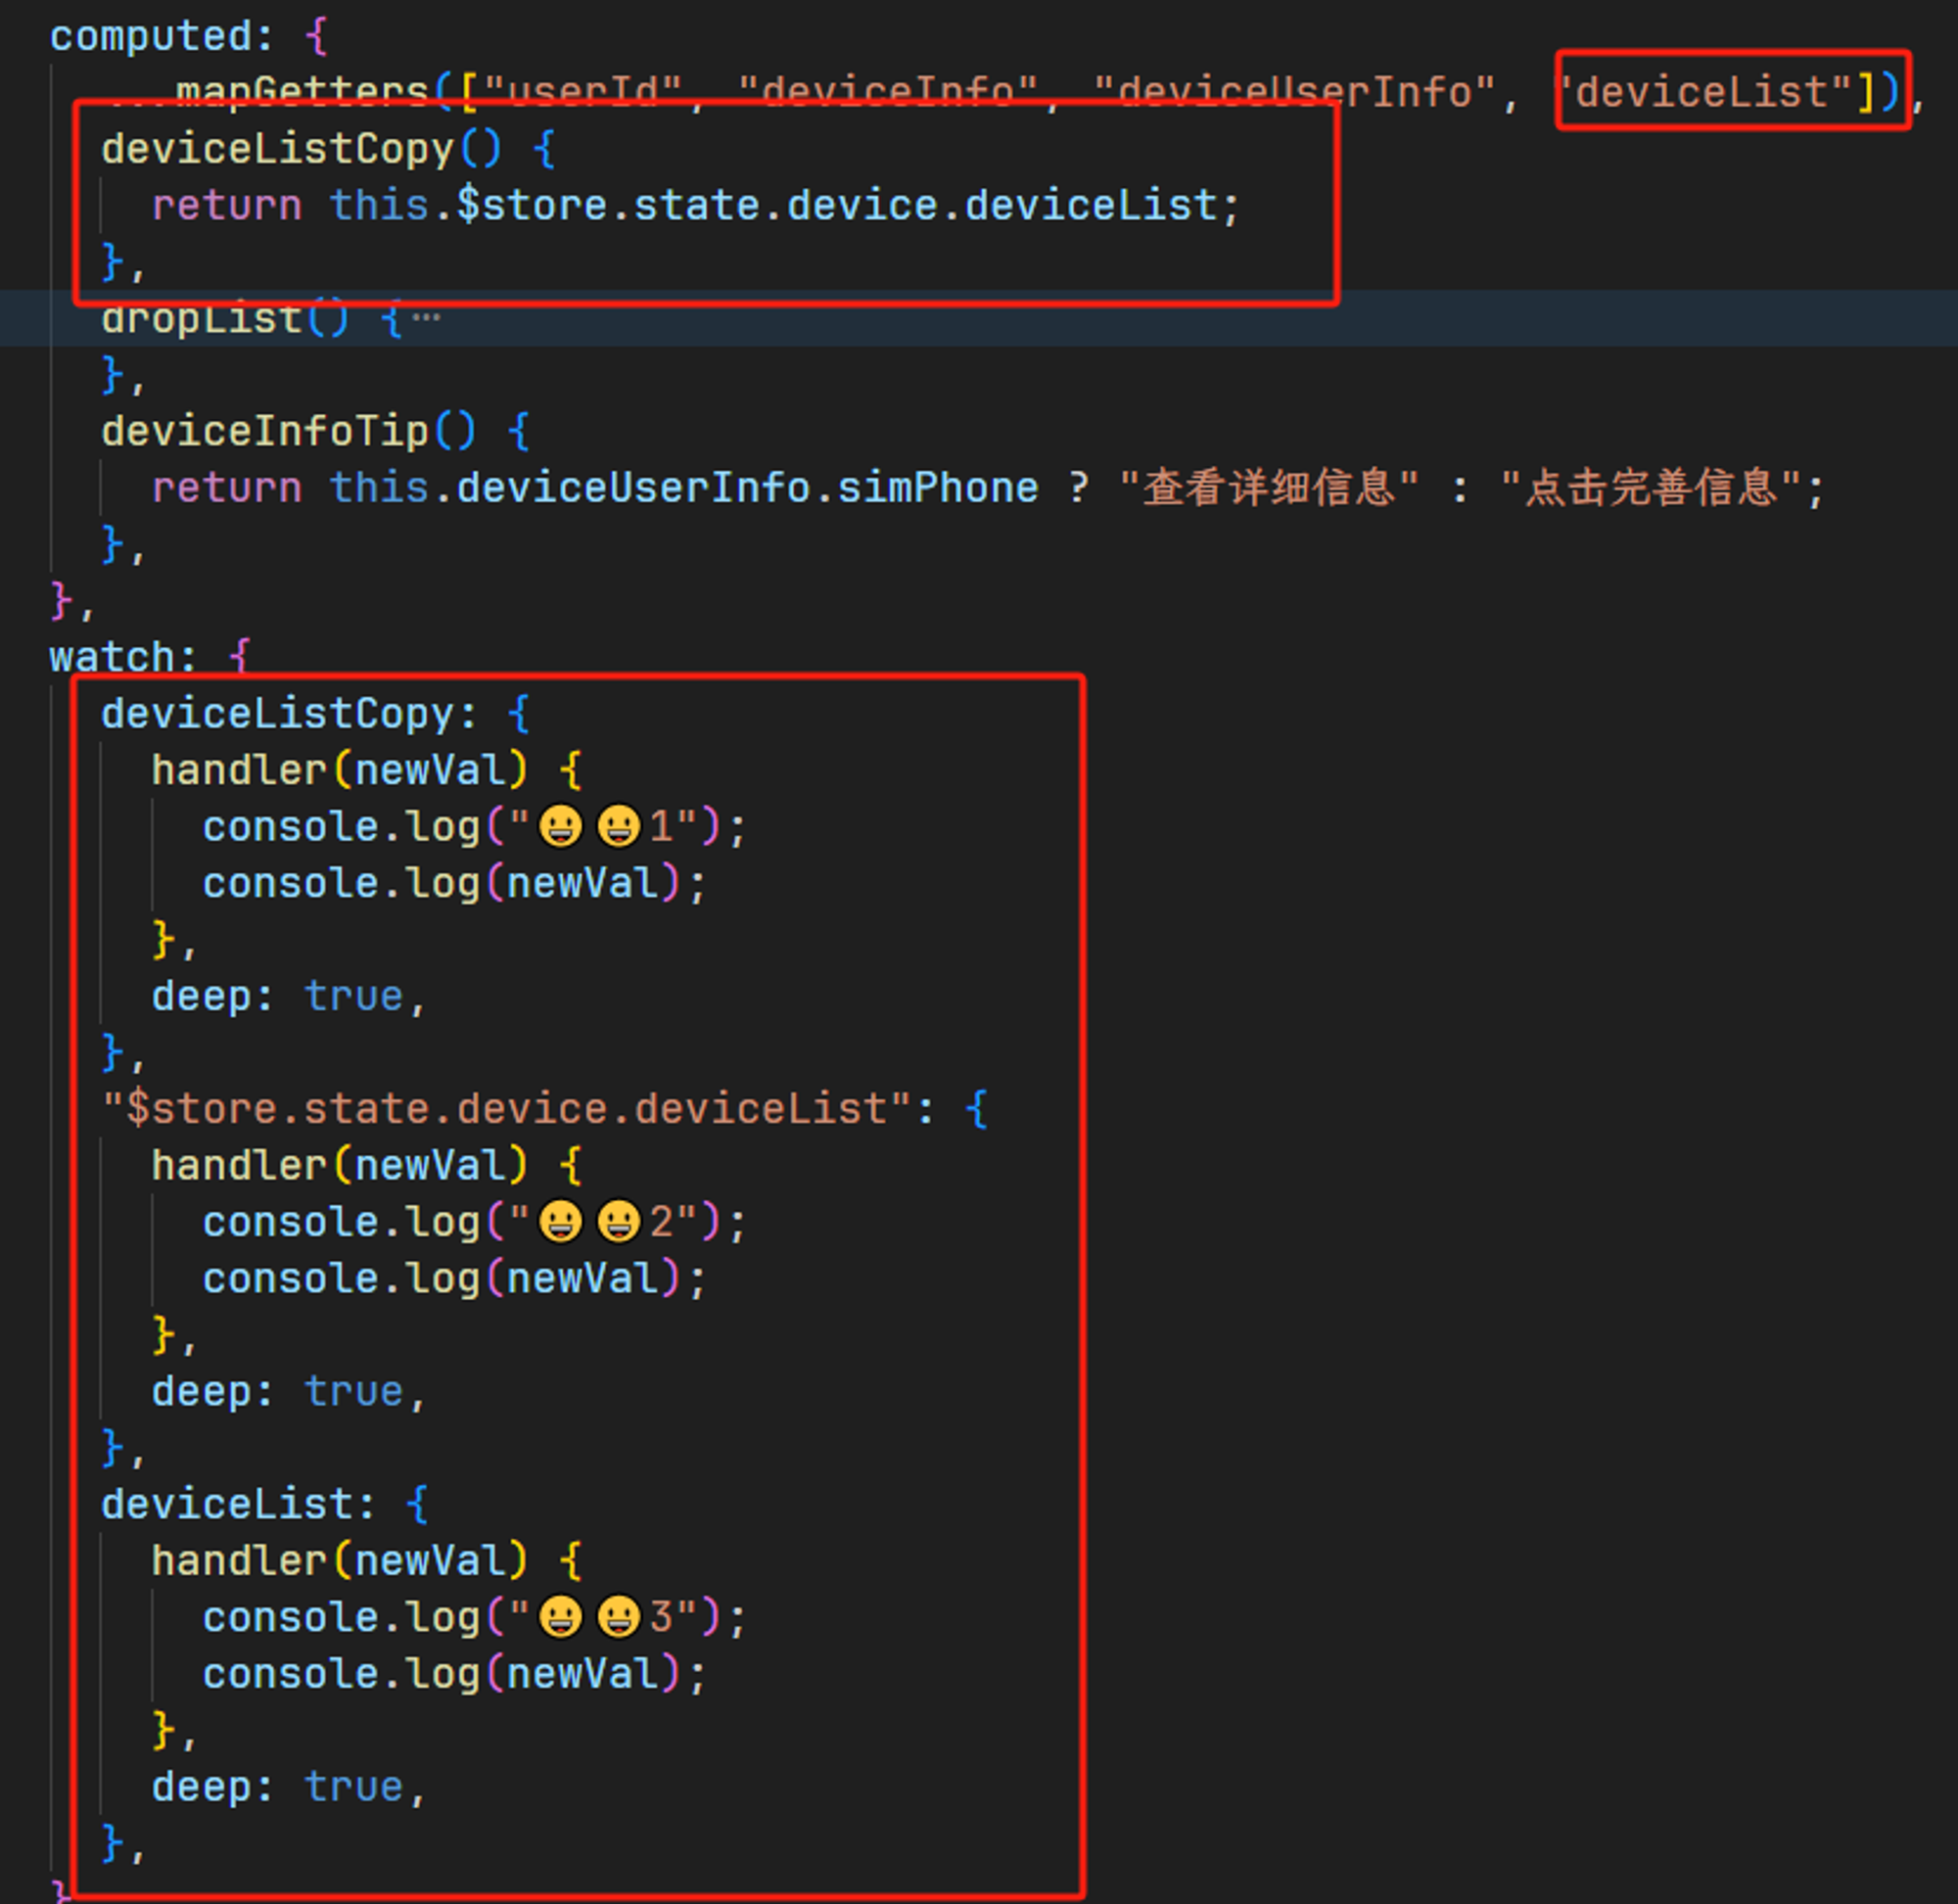 computed: {
...mapGetters(["userId", "deviceInfo", "deviceUserInfo", "deviceList"]),
deviceListCopy() {
return this.$store.state.device.deviceList;
},
dropList() {…
},
deviceInfoTip() {
return this.deviceUserInfo.simPhone ? "查看详细信息" : "点击完善信息";
},
},
watch: {
deviceListCopy: {
handler(newVal) {
console.log("😀😀1");
console.log(newVal);
},
deep: true,
},
"$store.state.device.deviceList": {
handler(newVal) {
console.log("😀😀2");
console.log(newVal);
},
deep: true,
},
deviceList: {
handler(newVal) {
console.log("😀😀3");
console.log(newVal);
},
deep: true,
},
}